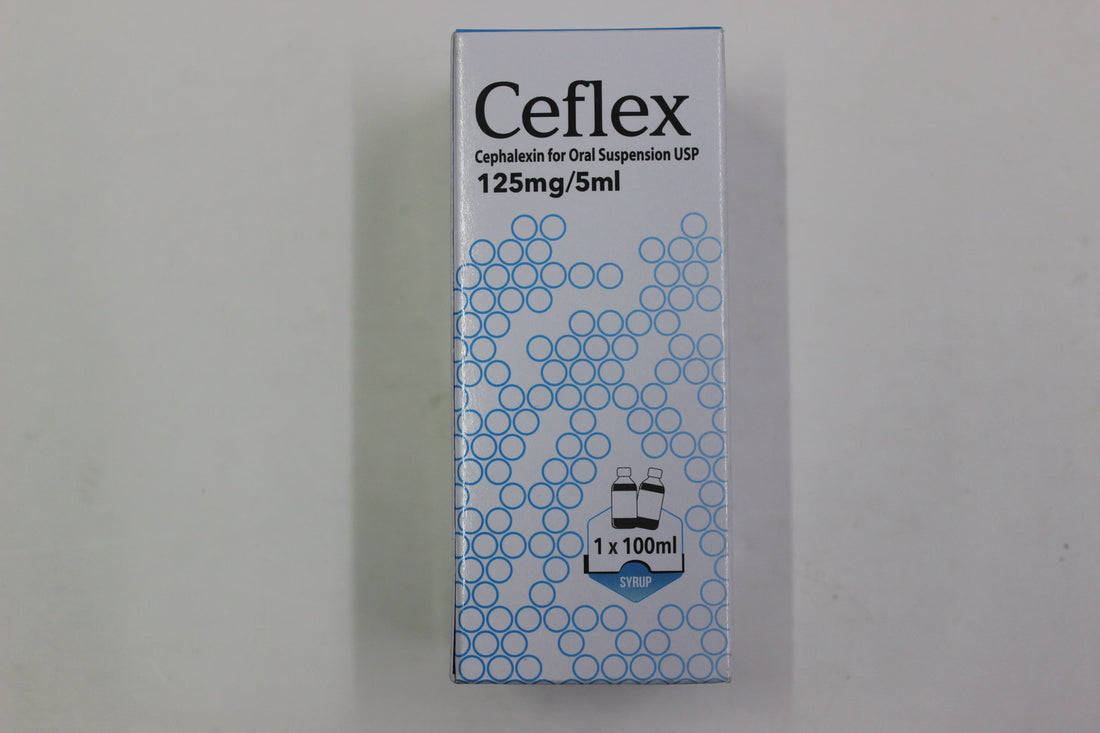 Ceflex
Cephalexin for Oral Suspension USP
125mg/5ml
1 x 100ml
SYRUP